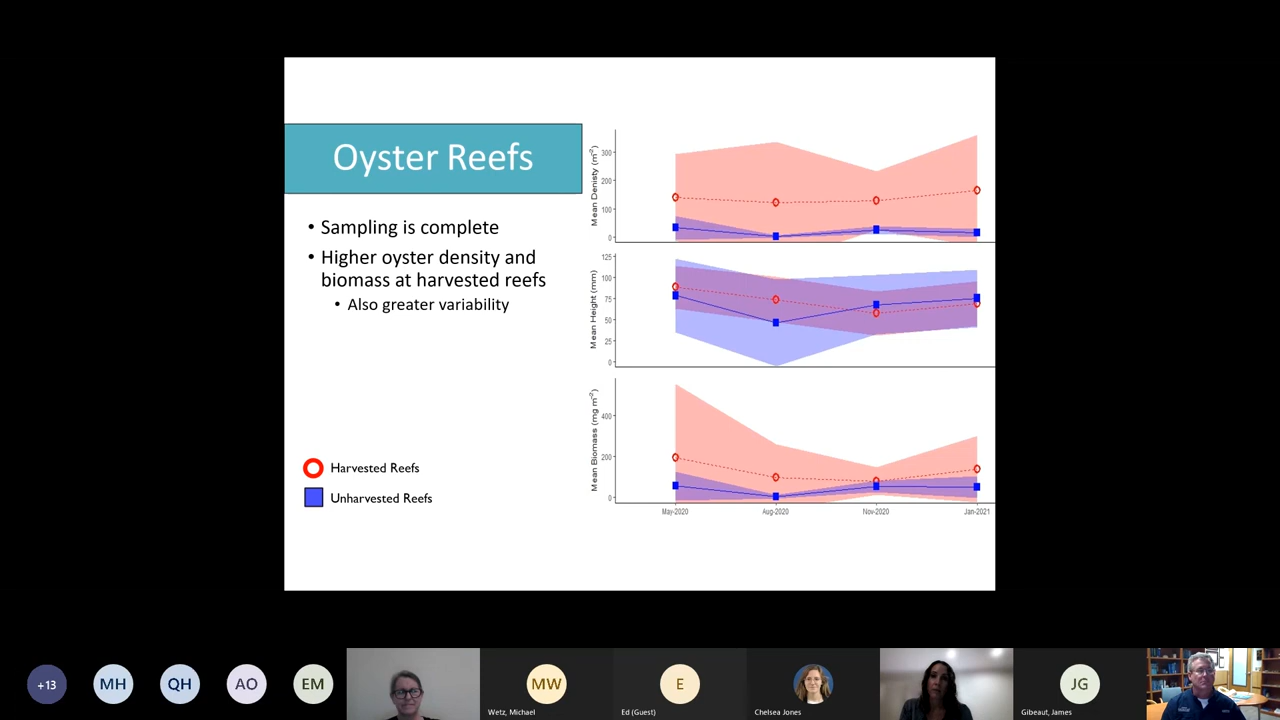 Oyster Reefs
• Sampling is complete
• Higher oyster density and
biomass at harvested reefs
• Also greater variability
Harvested Reefs
Unharvested Reefs
Mean Denisty (m⁻²)
300
200
100
0
Mean Height (mm)
125
100
75
50
25
0
Mean Biomass (mg m⁻²)
400
200
0
May-2020 Aug-2020 Nov-2020 Jan-2021
+13 MH QH AO EM MW E JG
Wetz, Michael Ed (Guest) Chelsea Jones Gibeaut, James